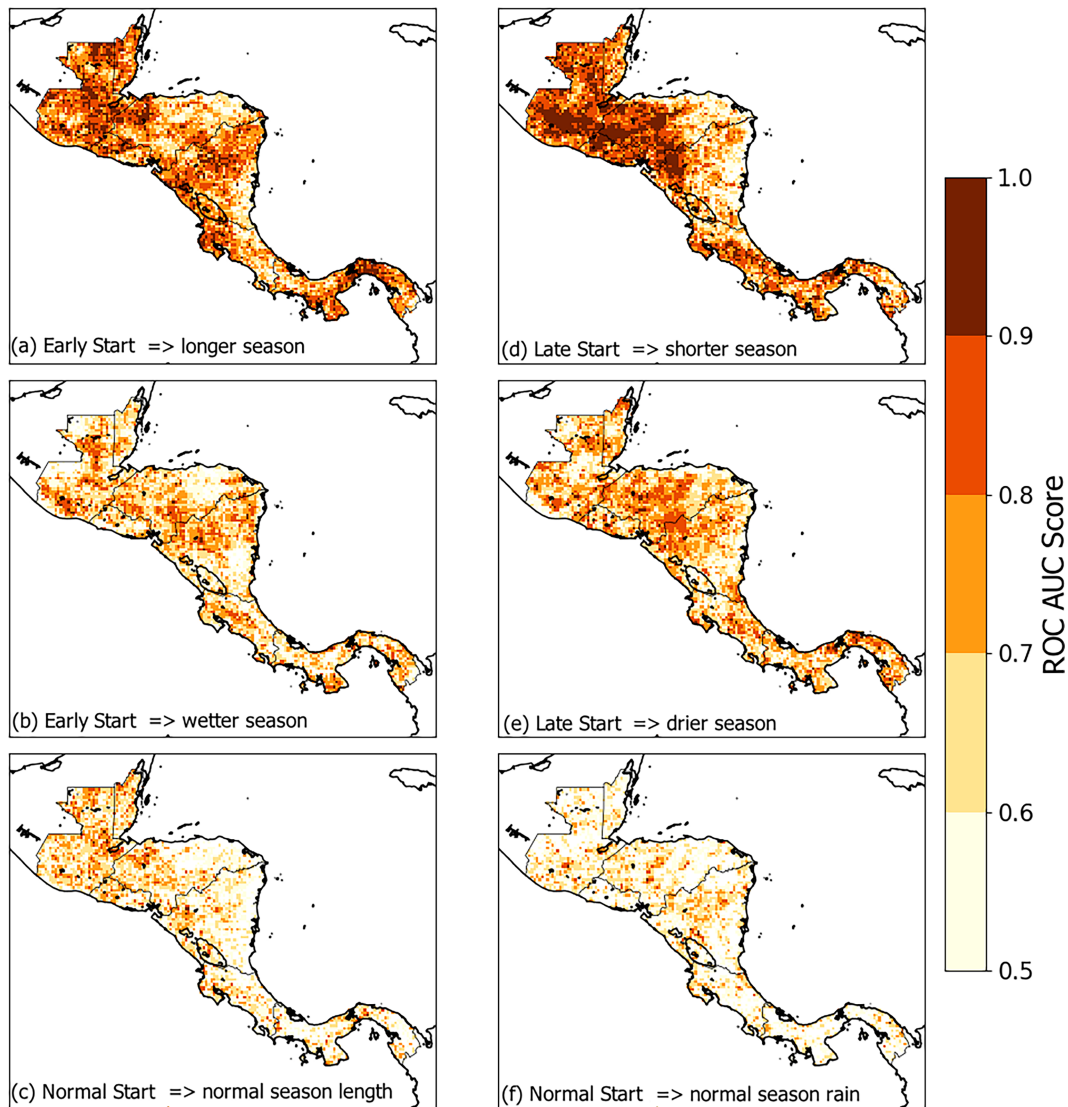 (a) Early Start => longer season
(d) Late Start => shorter season
(b) Early Start => wetter season
(e) Late Start => drier season
(c) Normal Start => normal season length
(f) Normal Start => normal season rain
1.0
0.9
0.8
0.7
0.6
0.5
ROC AUC Score